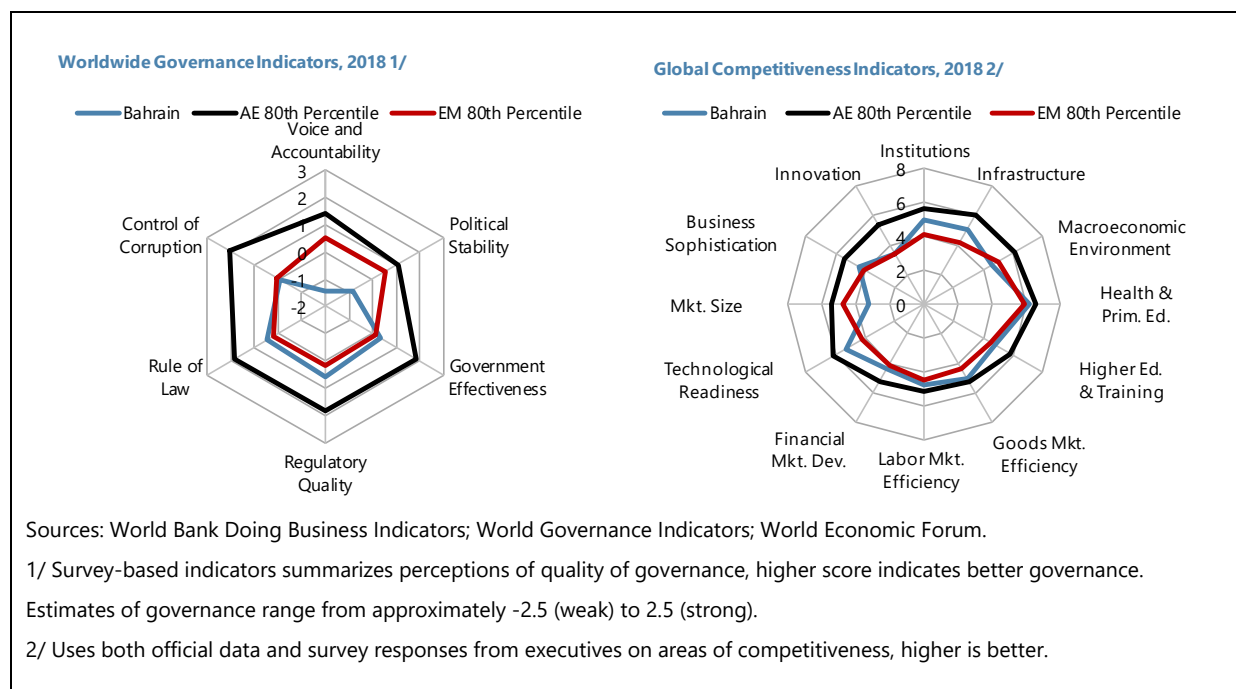 Worldwide Governance Indicators, 2018 1/
Bahrain AE 80th Percentile EM 80th Percentile
Voice and
Accountability
3
2
1
0
-1
-2
Political
Stability
Government
Effectiveness
Regulatory
Quality
Rule of
Law
Control of
Corruption
Global Competitiveness Indicators, 2018 2/
Bahrain AE 80th Percentile EM 80th Percentile
Institutions
8
6
4
2
0
Infrastructure
Macroeconomic
Environment
Health &
Prim. Ed.
Higher Ed.
& Training
Goods Mkt.
Efficiency
Labor Mkt.
Efficiency
Financial
Mkt. Dev.
Technological
Readiness
Mkt. Size
Business
Sophistication
Innovation
Sources: World Bank Doing Business Indicators; World Governance Indicators; World Economic Forum.
1/ Survey-based indicators summarizes perceptions of quality of governance, higher score indicates better governance.
Estimates of governance range from approximately -2.5 (weak) to 2.5 (strong).
2/ Uses both official data and survey responses from executives on areas of competitiveness, higher is better.